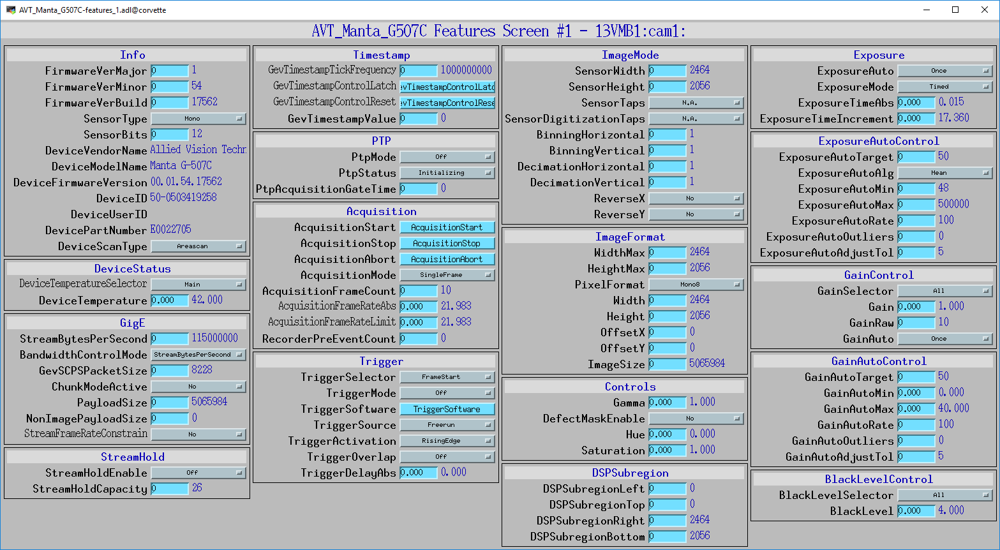 AVT_Manta_G507C-features_1.adl@corvette
AVT_Manta_G507C Features Screen #1 - 13VMB1:cam1:
Info
FirmwareVerMajor 0 1
FirmwareVerMinor 0 54
FirmwareVerBuild 0 17562
SensorType Mono
SensorBits 0 12
DeviceVendorName Allied Vision Techn
DeviceModelName Manta G-507C
DeviceFirmwareVersion 00.01.54.17562
DeviceID 50-0503419258
DeviceUserID
DevicePartNumber E0022705
DeviceScanType Areascan
DeviceStatus
DeviceTemperatureSelector Main
DeviceTemperature 0.000 42.000
GigE
StreamBytesPerSecond 0 115000000
BandwidthControlMode StreamBytesPerSecond
GevSCPSPacketSize 0 8228
ChunkModeActive No
PayloadSize 0 5065984
NonImagePayloadSize 0 0
StreamFrameRateConstrain No
StreamHold
StreamHoldEnable Off
StreamHoldCapacity 0 26
Timestamp
GevTimestampTickFrequency 0 1000000000
GevTimestampControlLatch evTimestampControlLatc
GevTimestampControlReset evTimestampControlRese
GevTimestampValue 0 0
PTP
PtpMode Off
PtpStatus Initializing
PtpAcquisitionGateTime 0 0
Acquisition
AcquisitionStart AcquisitionStart
AcquisitionStop AcquisitionStop
AcquisitionAbort AcquisitionAbort
AcquisitionMode SingleFrame
AcquisitionFrameCount 0 10
AcquisitionFrameRateAbs 0.000 21.983
AcquisitionFrameRateLimit 0.000 21.983
RecorderPreEventCount 0 0
Trigger
TriggerSelector FrameStart
TriggerMode Off
TriggerSoftware TriggerSoftware
TriggerSource Freerun
TriggerActivation RisingEdge
TriggerOverlap Off
TriggerDelayAbs 0.000 0.000
ImageMode
SensorWidth 0 2464
SensorHeight 0 2056
SensorTaps N.A.
SensorDigitizationTaps N.A.
BinningHorizontal 0 1
BinningVertical 0 1
DecimationHorizontal 0 1
DecimationVertical 0 1
ReverseX No
ReverseY No
ImageFormat
WidthMax 0 2464
HeightMax 0 2056
PixelFormat Mono8
Width 0 2464
Height 0 2056
OffsetX 0 0
OffsetY 0 0
ImageSize 0 5065984
Controls
Gamma 0.000 1.000
DefectMaskEnable No
Hue 0.000 0.000
Saturation 0.000 1.000
DSPSubregion
DSPSubregionLeft 0 0
DSPSubregionTop 0 0
DSPSubregionRight 0 2464
DSPSubregionBottom 0 2056
Exposure
ExposureAuto Once
ExposureMode Timed
ExposureTimeAbs 0.000 0.015
ExposureTimeIncrement 0.000 17.360
ExposureAutoControl
ExposureAutoTarget 0 50
ExposureAutoAlg Mean
ExposureAutoMin 0 48
ExposureAutoMax 0 500000
ExposureAutoRate 0 100
ExposureAutoOutliers 0 0
ExposureAutoAdjustTol 0 5
GainControl
GainSelector All
Gain 0.000 1.000
GainRaw 0 10
GainAuto Once
GainAutoControl
GainAutoTarget 0 50
GainAutoMin 0.000 0.000
GainAutoMax 0.000 40.000
GainAutoRate 0 100
GainAutoOutliers 0 0
GainAutoAdjustTol 0 5
BlackLevelControl
BlackLevelSelector All
BlackLevel 0.000 4.000